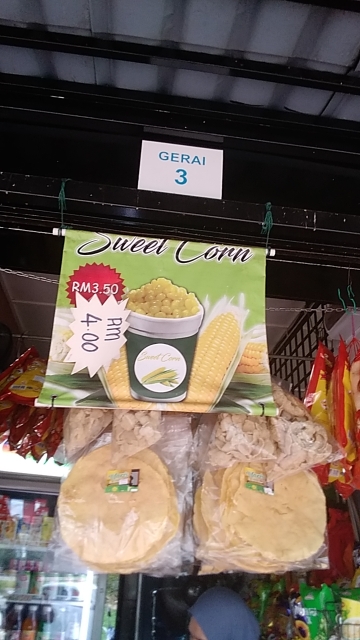 GERAI
3
Sweet Corn
RM3.50
RM
4.00
Sweet Corn